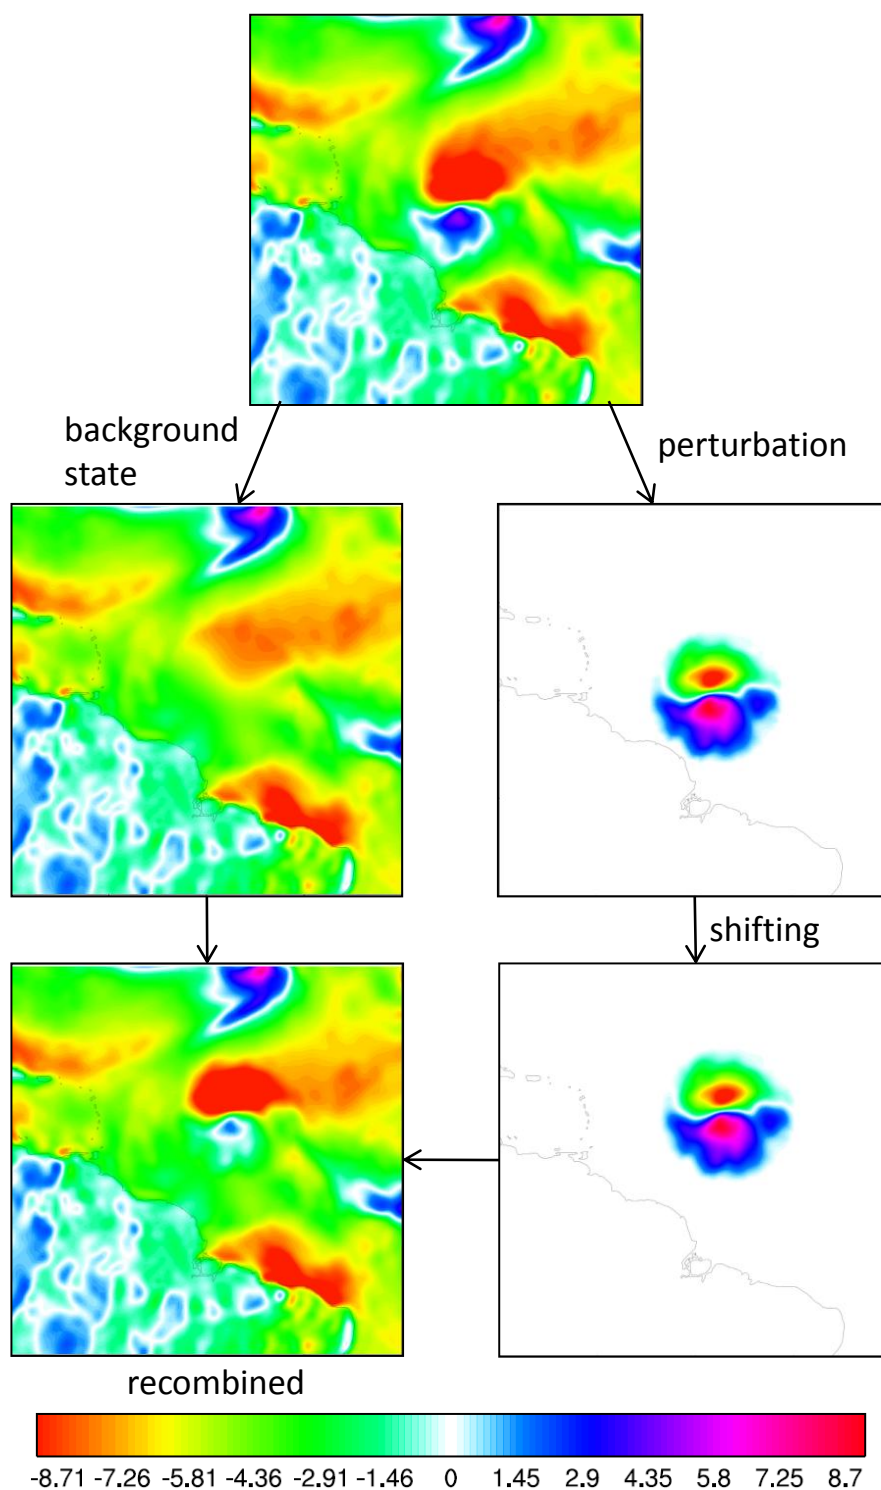 background
state
perturbation
shifting
recombined
-8.71 -7.26 -5.81 -4.36 -2.91 -1.46 0 1.45 2.9 4.35 5.8 7.25 8.7